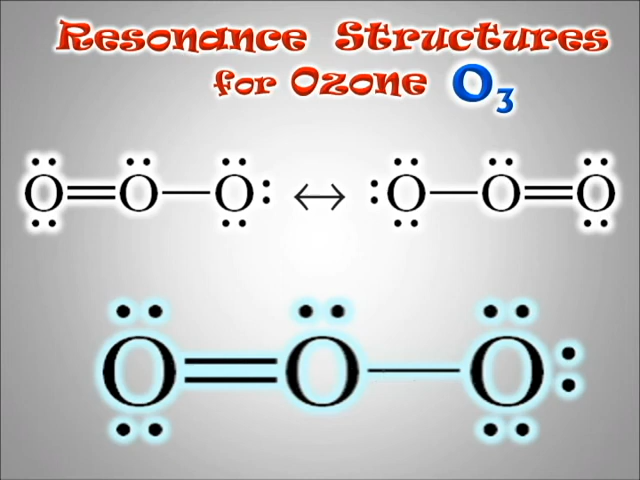 Resonance Structures
for Ozone O₃
O=O—O ↔ O—O=O
O=O—O